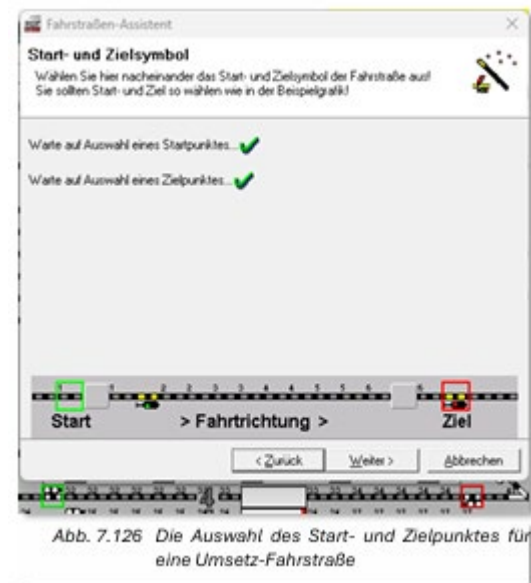 Fahrstraßen-Assistent
Start- und Zielsymbol
Wählen Sie hier nacheinander das Start- und Zielsymbol der Fahrstraße aus!
Sie sollten Start- und Ziel so wählen wie in der Beispielgrafik!
Warte auf Auswahl eines Startpunktes...
Warte auf Auswahl eines Zielpunktes...
Start > Fahrtrichtung > Ziel
< Zurück Weiter > Abbrechen
Abb. 7.126 Die Auswahl des Start- und Zielpunktes für
eine Umsetz-Fahrstraße